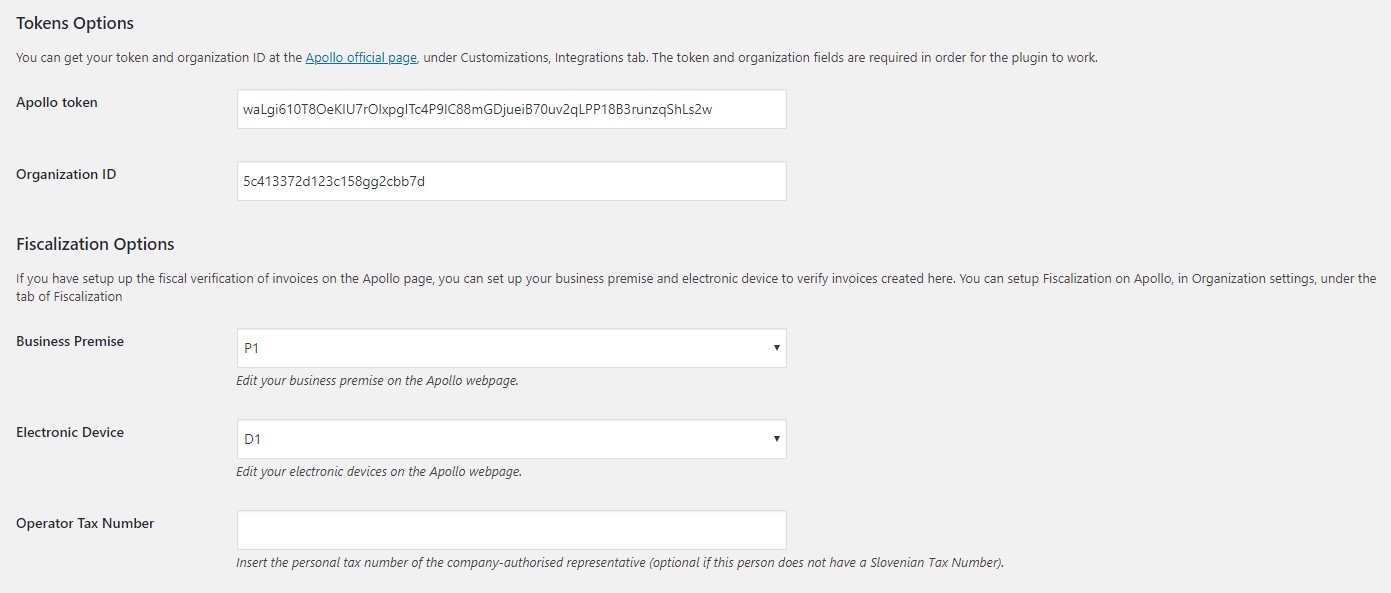 Tokens Options
You can get your token and organization ID at the Apollo official page, under Customizations, Integrations tab. The token and organization fields are required in order for the plugin to work.
Apollo token
waLgi610T8OeKIU7rOIxpgITc4P9IC88mGDjueiB70uv2qLPP18B3runzqShLs2w
Organization ID
5c413372d123c158gg2cbb7d
Fiscalization Options
If you have setup up the fiscal verification of invoices on the Apollo page, you can set up your business premise and electronic device to verify invoices created here. You can setup Fiscalization on Apollo, in Organization settings, under the
tab of Fiscalization
Business Premise
P1
Edit your business premise on the Apollo webpage.
Electronic Device
D1
Edit your electronic devices on the Apollo webpage.
Operator Tax Number
Insert the personal tax number of the company-authorised representative (optional if this person does not have a Slovenian Tax Number).